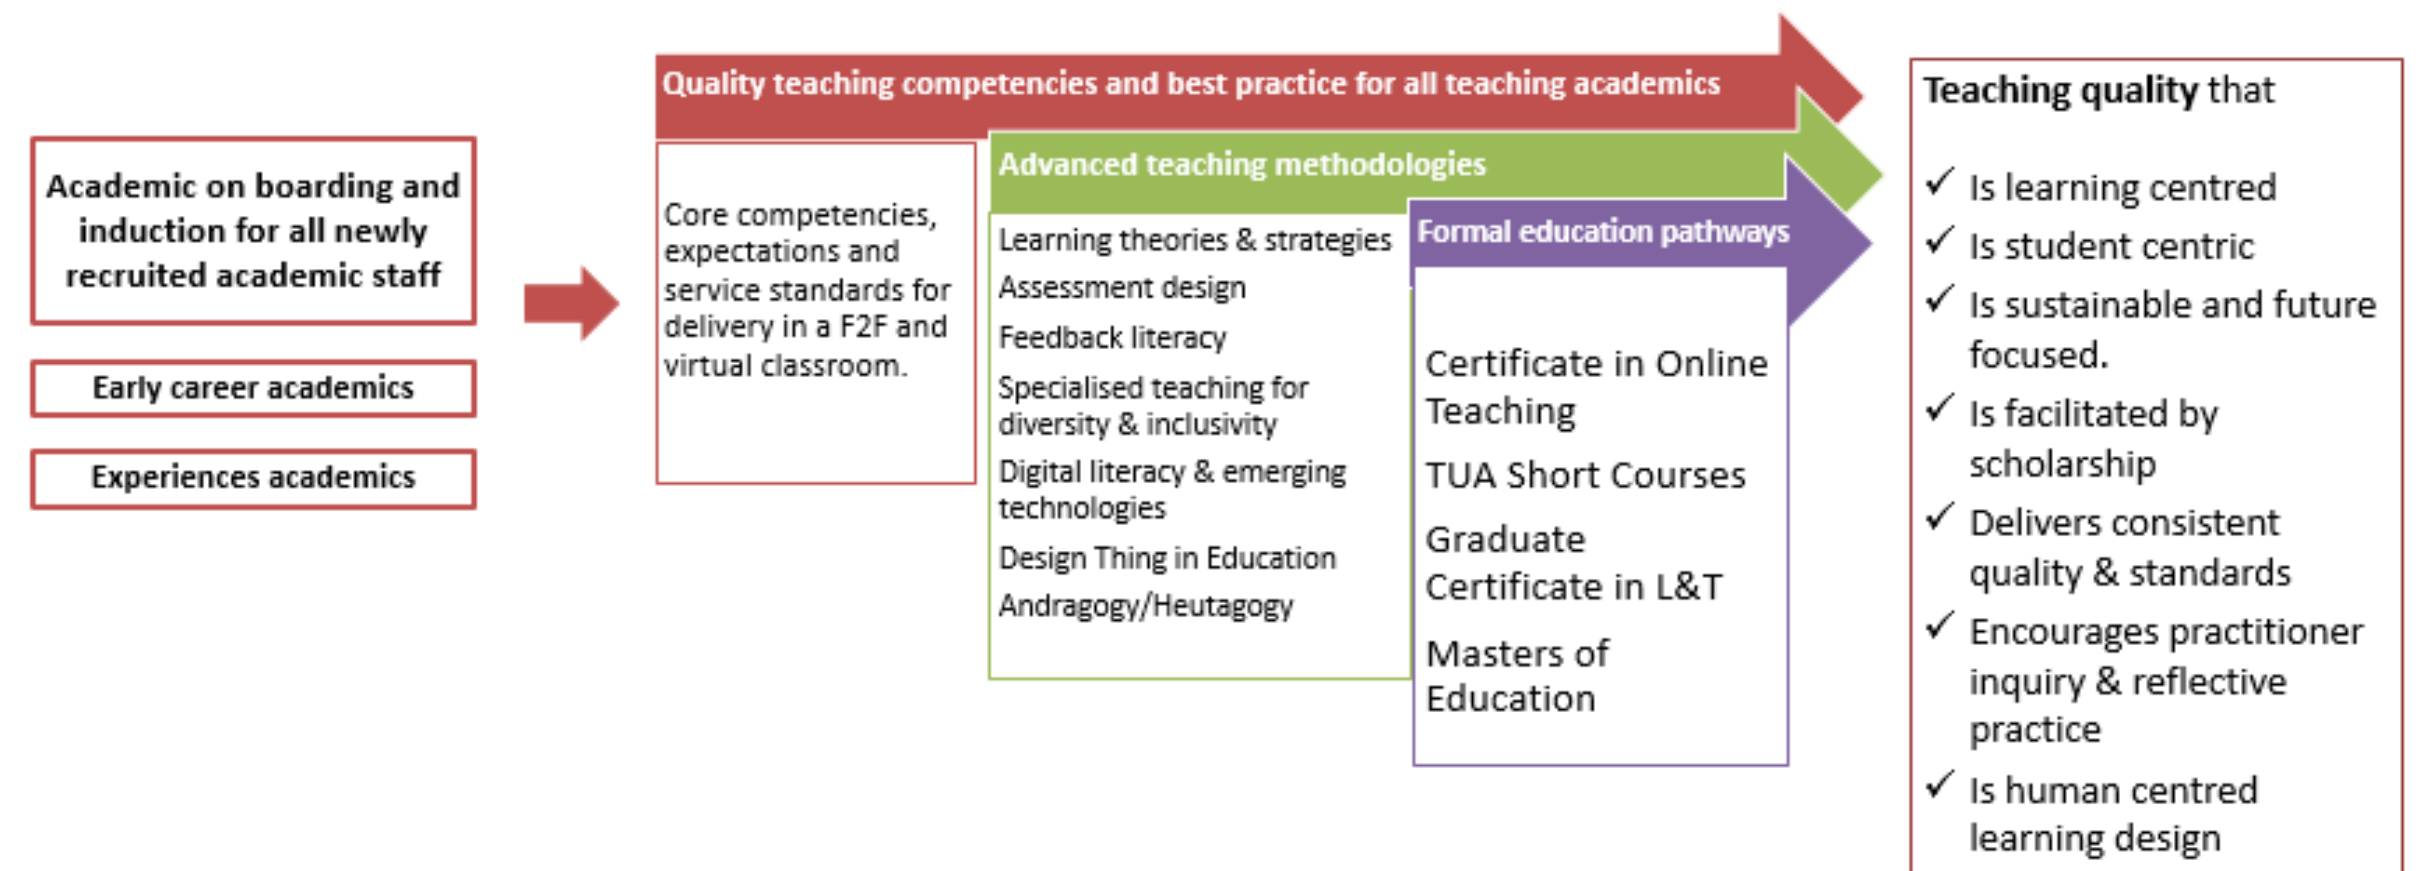 Academic on boarding and
induction for all newly
recruited academic staff
Early career academics
Experiences academics
Quality teaching competencies and best practice for all teaching academics
Core competencies,
expectations and
service standards for
delivery in a F2F and
virtual classroom.
Advanced teaching methodologies
Learning theories & strategies
Assessment design
Feedback literacy
Specialised teaching for
diversity & inclusivity
Digital literacy & emerging
technologies
Design Thing in Education
Andragogy/Heutagogy
Formal education pathways
Certificate in Online
Teaching
TUA Short Courses
Graduate
Certificate in L&T
Masters of
Education
Teaching quality that
✓ Is learning centred
✓ Is student centric
✓ Is sustainable and future
focused.
✓ Is facilitated by
scholarship
✓ Delivers consistent
quality & standards
✓ Encourages practitioner
inquiry & reflective
practice
✓ Is human centred
learning design